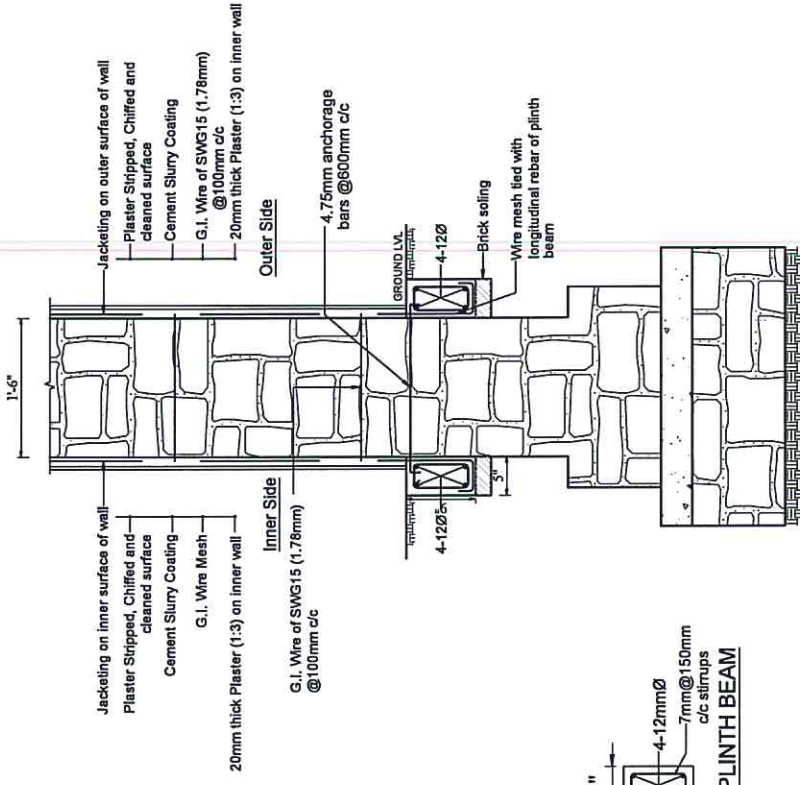 1'-6"
Jacketing on outer surface of wall
Plaster Stripped, Chiffed and
cleaned surface
Cement Slurry Coating
G.I. Wire of SWG15 (1.78mm)
@100mm c/c
20mm thick Plaster (1:3) on inner wall
Outer Side
4.75mm anchorage
bars @600mm c/c
GROUND LVL
4-12Ø
Brick soling
Wire mesh tied with
longitudinal rebar of plinth
beam
Jacketing on inner surface of wall
Plaster Stripped, Chiffed and
cleaned surface
Cement Slurry Coating
G.I. Wire Mesh
20mm thick Plaster (1:3) on inner wall
Inner Side
G.I. Wire of SWG15 (1.78mm)
@100mm c/c
4-12Ø
5"
4-12mmØ
7mm@150mm
c/c stirrups
PLINTH BEAM